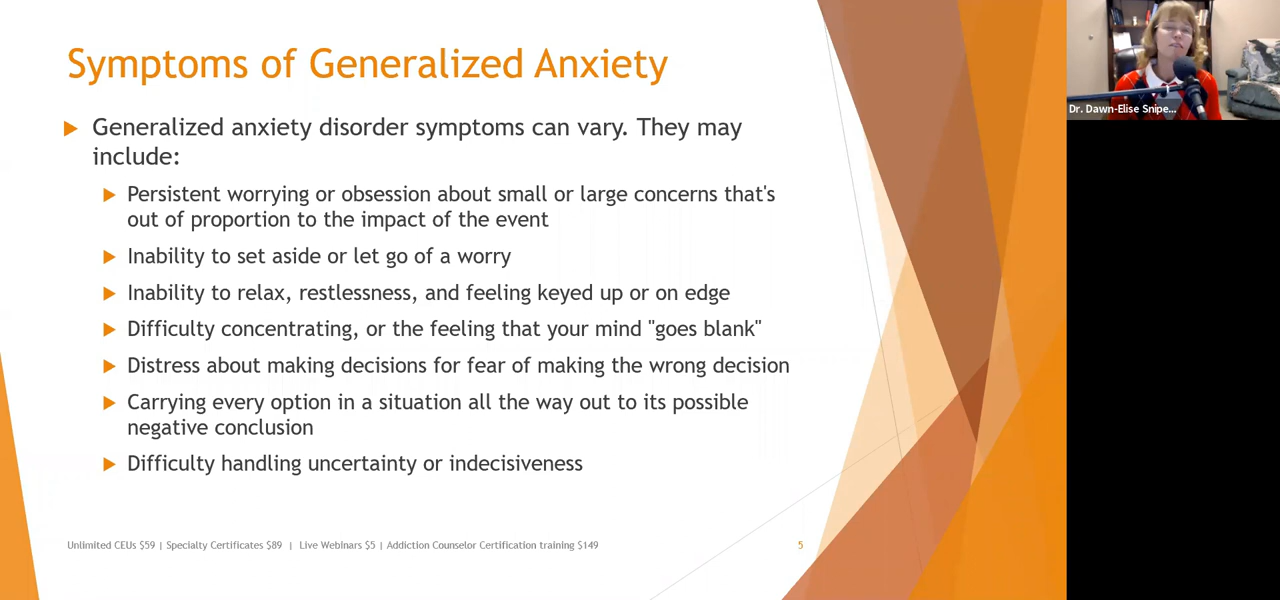 Symptoms of Generalized Anxiety
Generalized anxiety disorder symptoms can vary. They may
include:
Persistent worrying or obsession about small or large concerns that's
out of proportion to the impact of the event
Inability to set aside or let go of a worry
Inability to relax, restlessness, and feeling keyed up or on edge
Difficulty concentrating, or the feeling that your mind "goes blank"
Distress about making decisions for fear of making the wrong decision
Carrying every option in a situation all the way out to its possible
negative conclusion
Difficulty handling uncertainty or indecisiveness
Unlimited CEUs $59 | Specialty Certificates $89 | Live Webinars $5 | Addiction Counselor Certification training $149
5
Dr. Dawn-Elise Snipe...